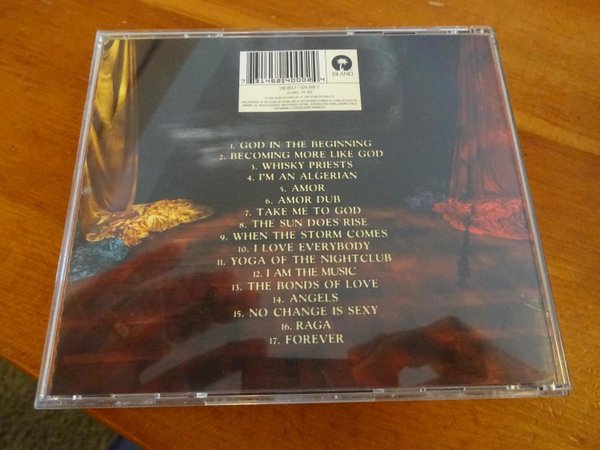 ISLAND
1. GOD IN THE BEGINNING
2. BECOMING MORE LIKE GOD
3. WHISKY PRIESTS
4. I'M AN ALGERIAN
5. AMOR
6. AMOR DUB
7. TAKE ME TO GOD
8. THE SUN DOES RISE
9. WHEN THE STORM COMES
10. I LOVE EVERYBODY
11. YOGA OF THE NIGHTCLUB
12. I AM THE MUSIC
13. THE BONDS OF LOVE
14. ANGELS
15. NO CHANGE IS SEXY
16. RAGA
17. FOREVER